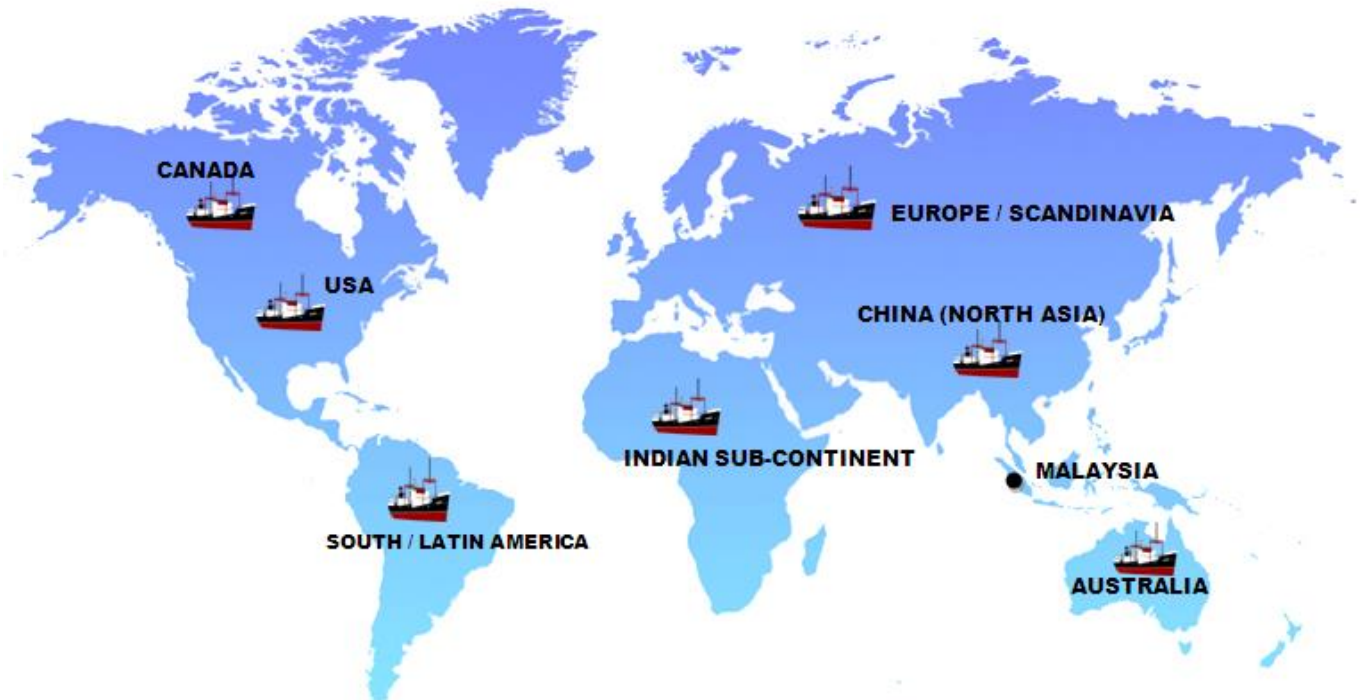 CANADA
EUROPE / SCANDINAVIA
USA
CHINA (NORTH ASIA)
INDIAN SUB-CONTINENT
MALAYSIA
SOUTH / LATIN AMERICA
AUSTRALIA